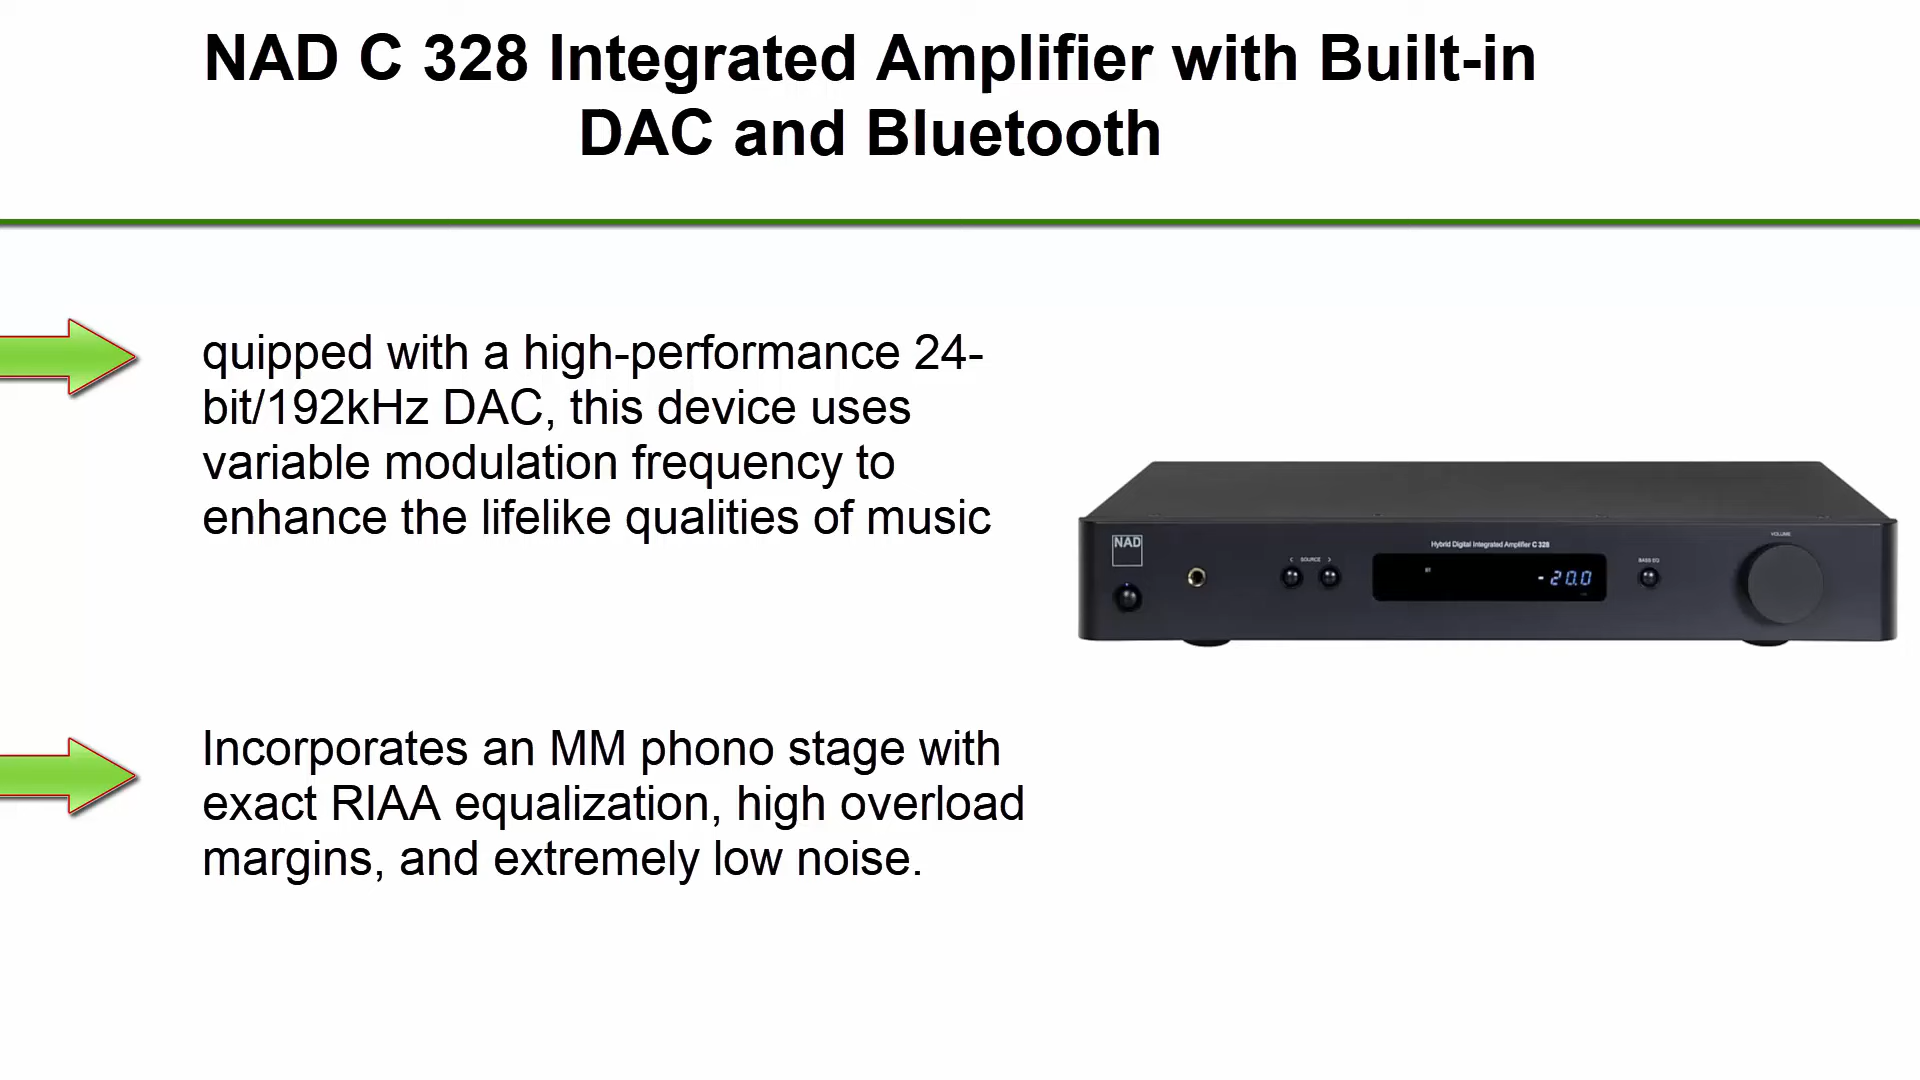 NAD C 328 Integrated Amplifier with Built-in
DAC and Bluetooth
quipped with a high-performance 24-
bit/192kHz DAC, this device uses
variable modulation frequency to
enhance the lifelike qualities of music
Incorporates an MM phono stage with
exact RIAA equalization, high overload
margins, and extremely low noise.
NAD
Hybrid Digital Integrated Amplifier C 328
< SOURCE >
BT
-20.0
BASS EQ
VOLUME